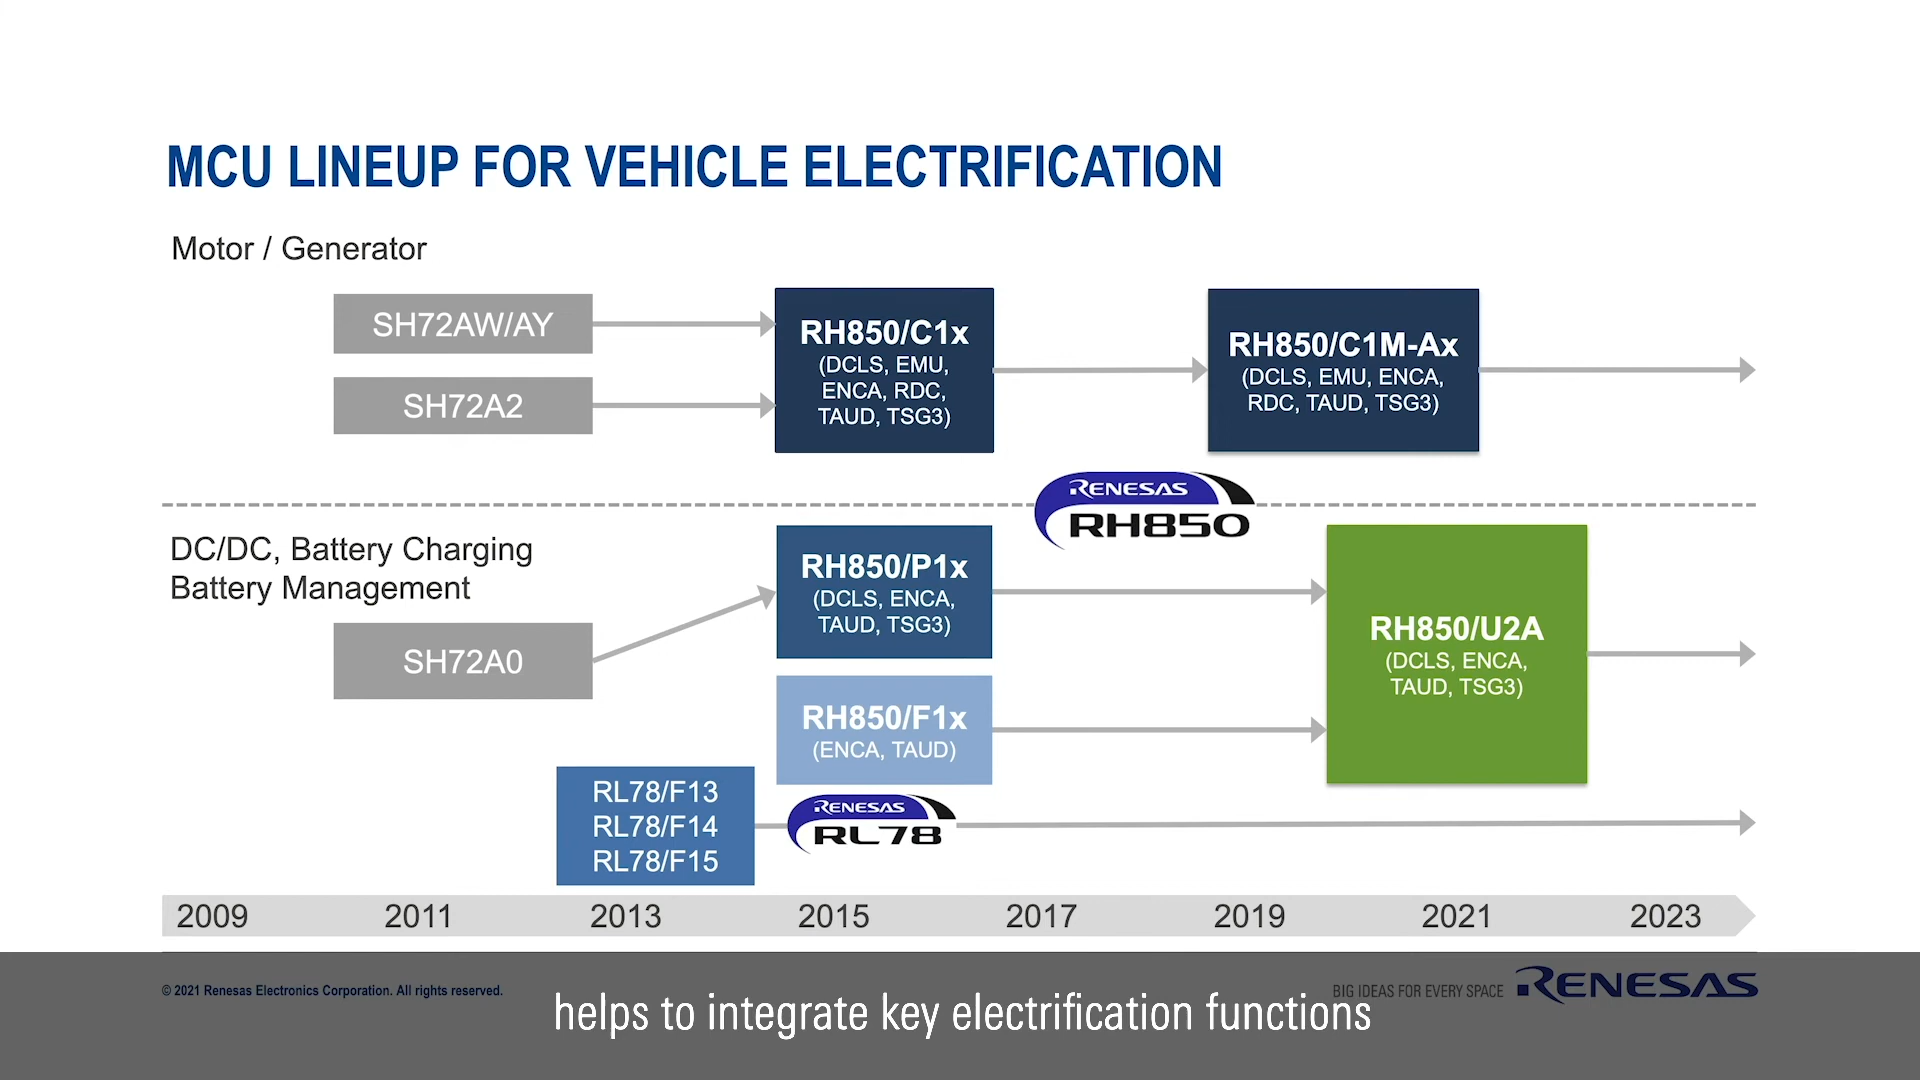 MCU LINEUP FOR VEHICLE ELECTRIFICATION
Motor / Generator
SH72AW/AY
SH72A2
RH850/C1x
(DCLS, EMU,
ENCA, RDC,
TAUD, TSG3)
RH850/C1M-Ax
(DCLS, EMU, ENCA,
RDC, TAUD, TSG3)
RENESAS
RH850
DC/DC, Battery Charging
Battery Management
SH72A0
RH850/P1x
(DCLS, ENCA,
TAUD, TSG3)
RH850/F1x
(ENCA, TAUD)
RH850/U2A
(DCLS, ENCA,
TAUD, TSG3)
RL78/F13
RL78/F14
RL78/F15
RENESAS
RL78
2009 2011 2013 2015 2017 2019 2021 2023
© 2021 Renesas Electronics Corporation. All rights reserved.
BIG IDEAS FOR EVERY SPACE RENESAS
helps to integrate key electrification functions